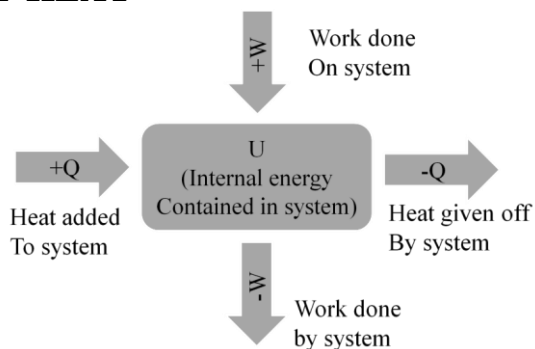 +W
Work done
On system
+Q
U
(Internal energy
Contained in system)
-Q
Heat added
To system
Heat given off
By system
-W
Work done
by system